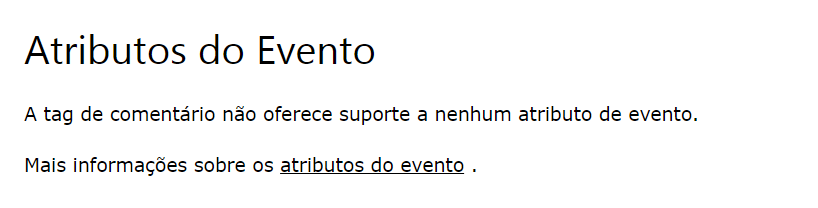 Atributos do Evento
A tag de comentário não oferece suporte a nenhum atributo de evento.
Mais informações sobre os atributos do evento .